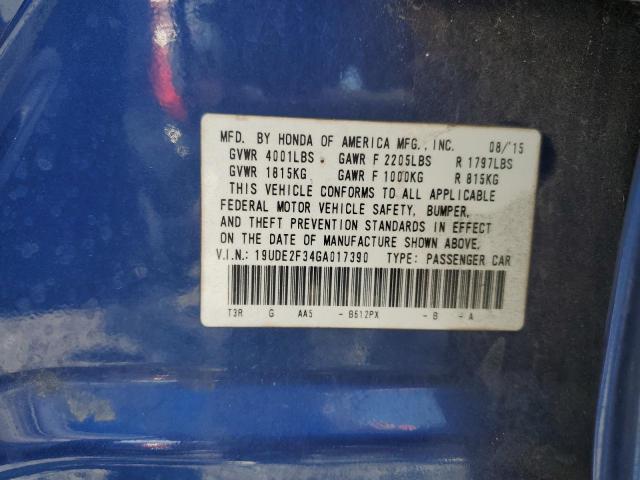 MFD. BY HONDA OF AMERICA MFG., INC. 08/'15
GVWR 4001LBS GAWR F 2205LBS R 1797LBS
GVWR 1815KG GAWR F 1000KG R 815KG
THIS VEHICLE CONFORMS TO ALL APPLICABLE
FEDERAL MOTOR VEHICLE SAFETY, BUMPER,
AND THEFT PREVENTION STANDARDS IN EFFECT
ON THE DATE OF MANUFACTURE SHOWN ABOVE.
V.I.N.: 19UDE2F34GA017390 TYPE: PASSENGER CAR
T3R G AA5 - B612PX - B - A